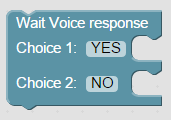 Wait Voice response
Choice 1: YES
Choice 2: NO